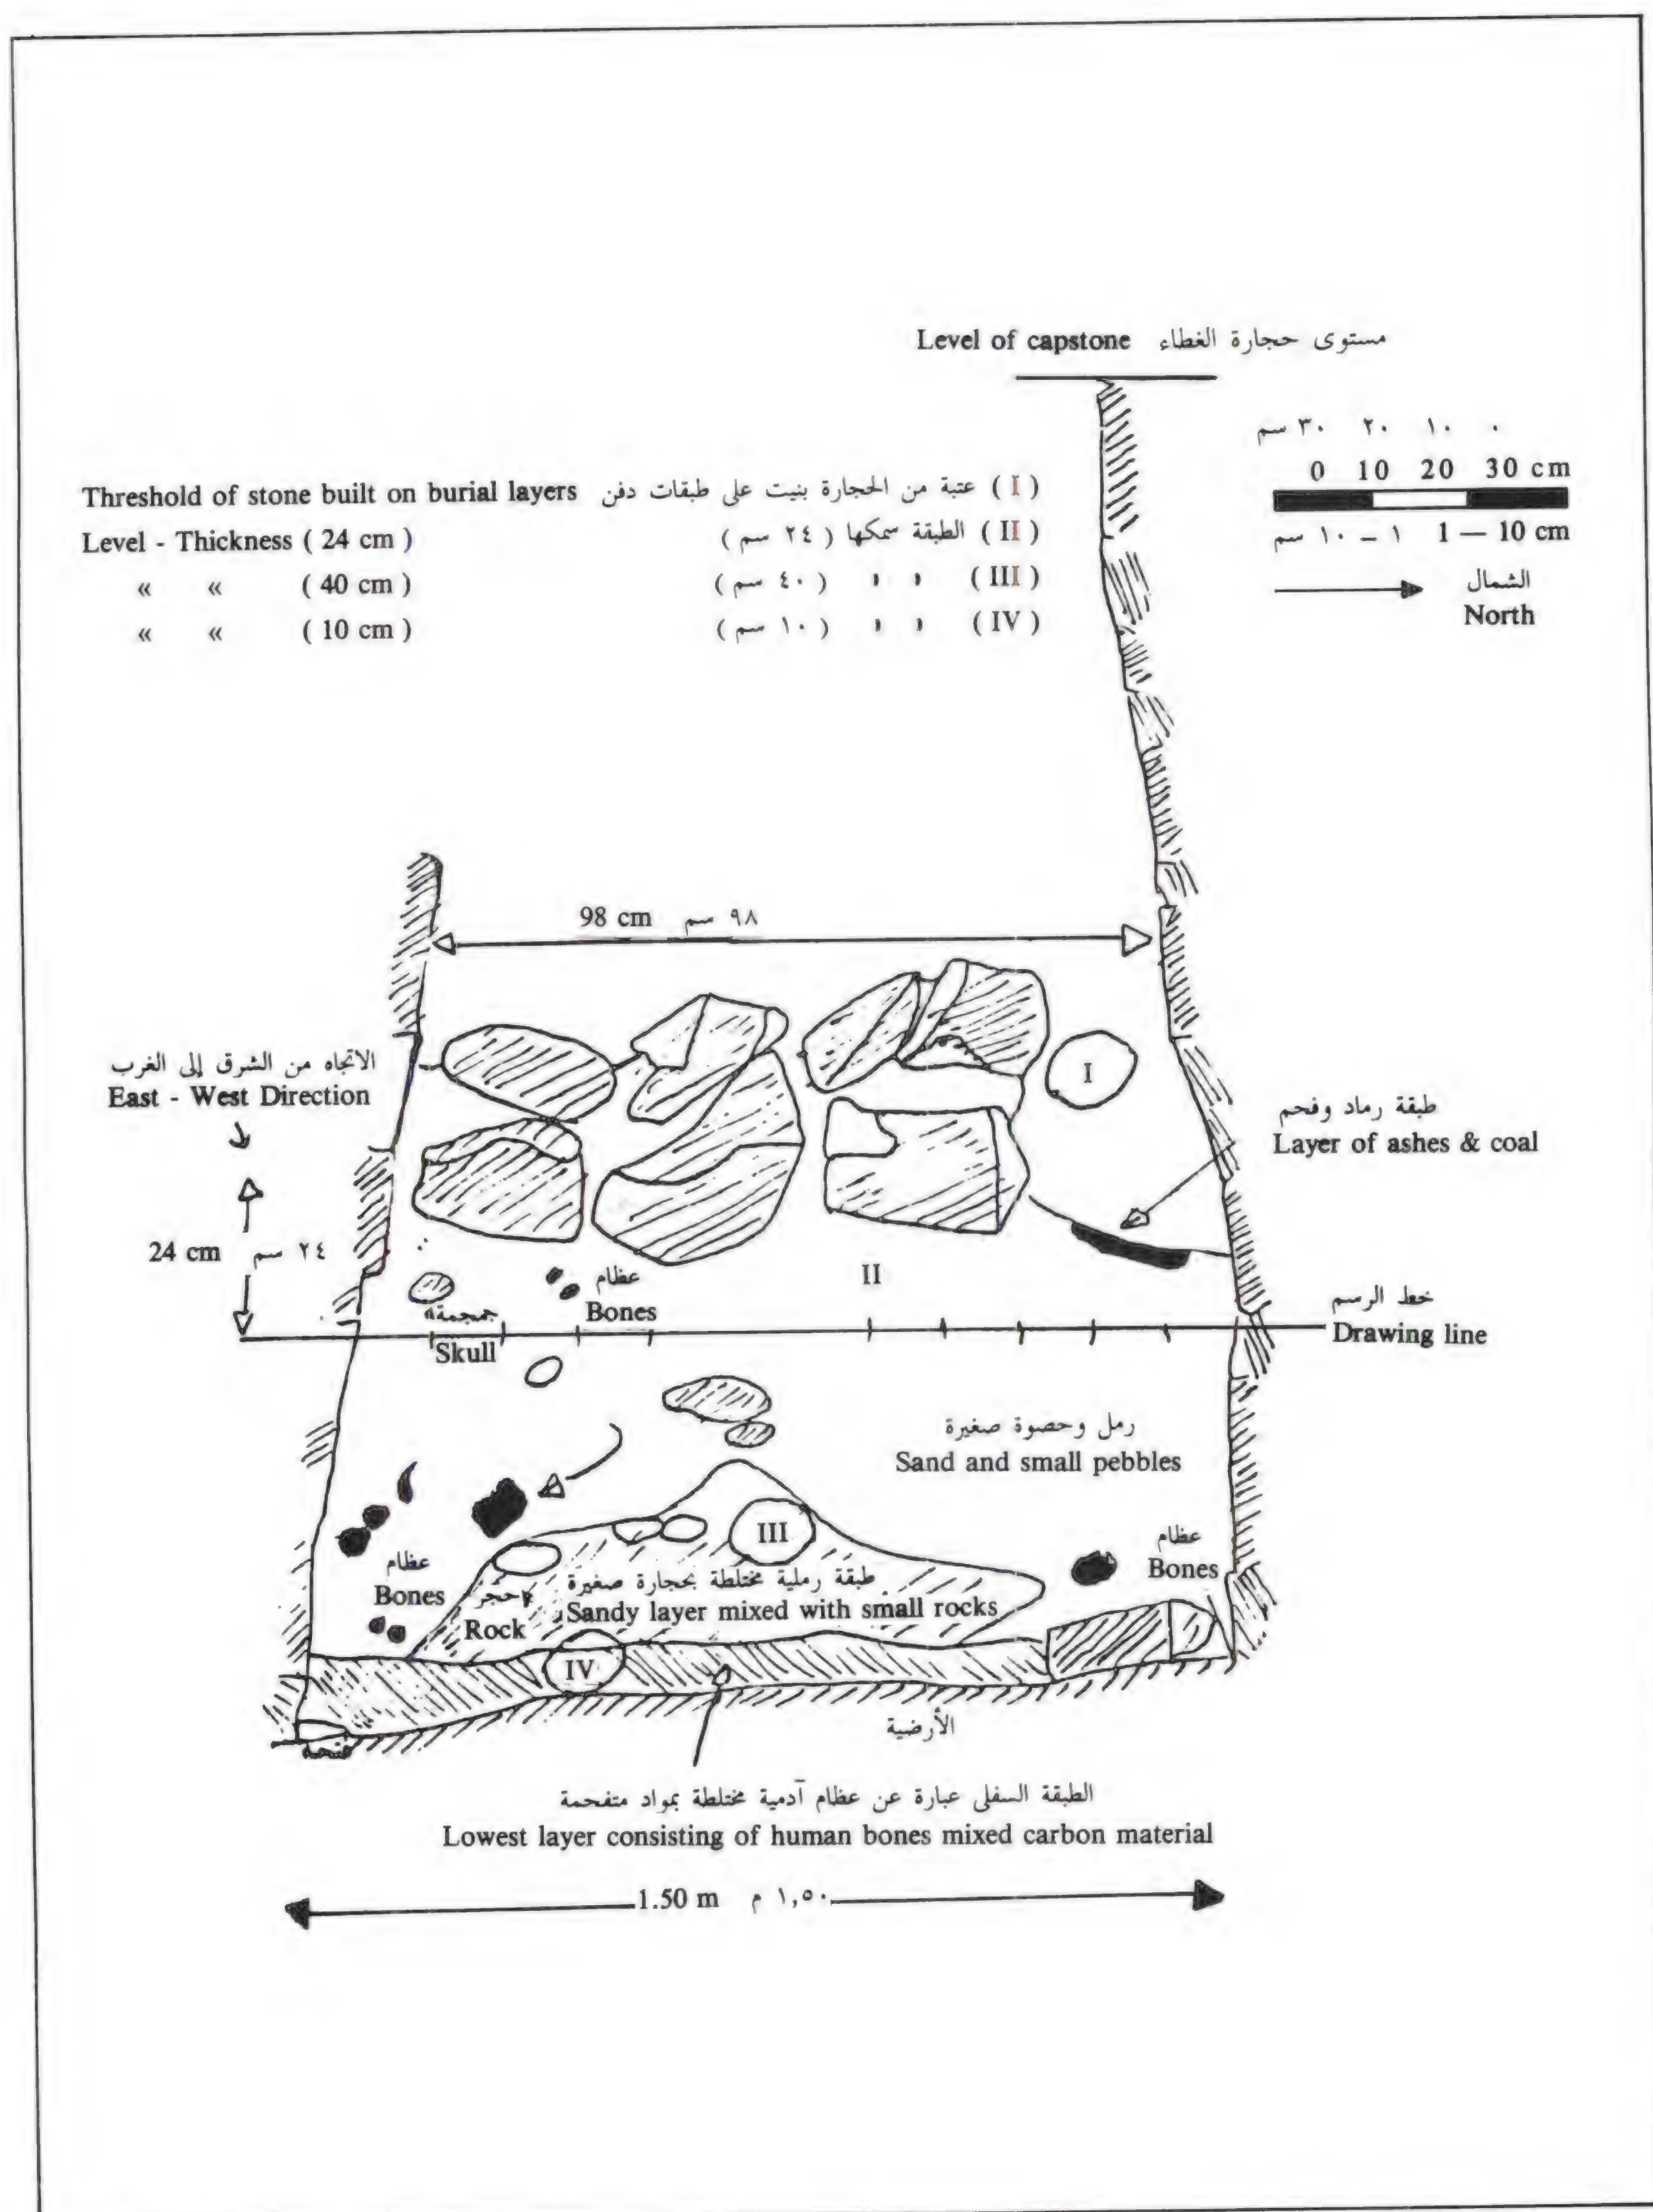 Level of capstone مستوى حجارة الغطاء
٣٠ سم ٢٠ ١٠ ٠
0 10 20 30 cm
١ – ١٠ سم 1 — 10 cm
الشمال
North
Threshold of stone built on burial layers عتبة من الحجارة بنيت على طبقات دفن ( I )
Level - Thickness ( 24 cm ) الطبقة سمكها ( ٢٤ سم ) ( II )
« « ( 40 cm ) ( ٤٠ سم ) ( III )
« « ( 10 cm ) ( ١٠ سم ) ( IV )
98 cm ٩٨ سم
الاتجاه من الشرق إلى الغرب
East - West Direction
I
طبقة رماد وفحم
Layer of ashes & coal
24 cm ٢٤ سم
عظام
Bones
II
جمجمة
Skull
خط الرسم
Drawing line
رمل وحصوة صغيرة
Sand and small pebbles
III
عظام
Bones
عظام
Bones
حجر
Rock
طبقة رملية مختلطة بحجارة صغيرة
Sandy layer mixed with small rocks
IV
الأرضية
فتحة
الطبقة السفلى عبارة عن عظام آدمية مختلطة بمواد متفحمة
Lowest layer consisting of human bones mixed carbon material
1.50 m ١,٥٠ م